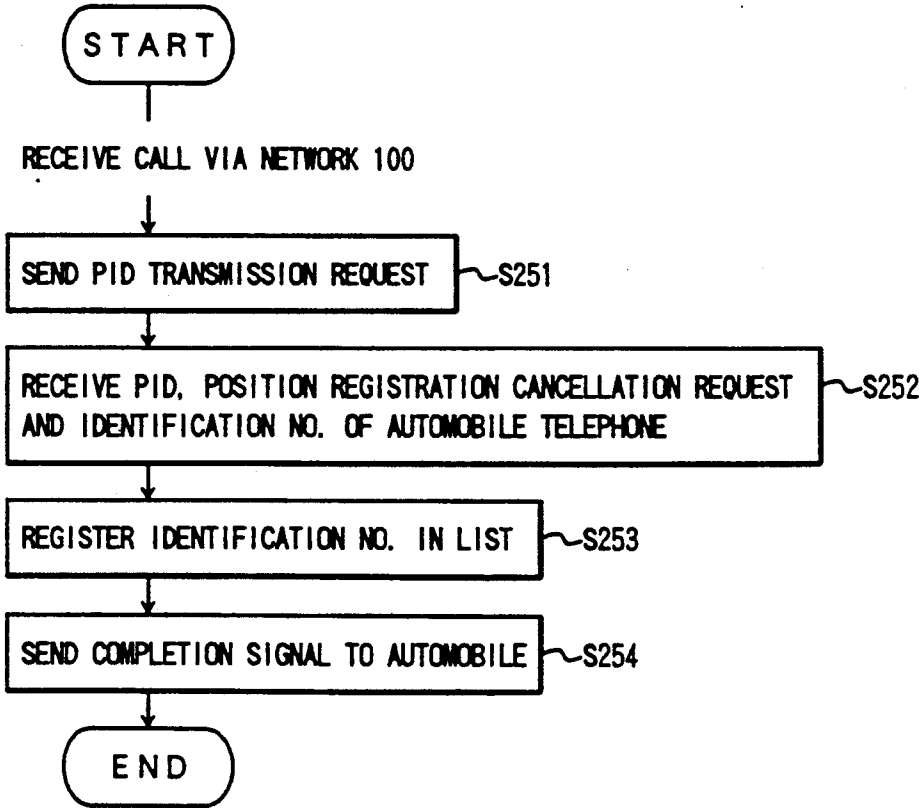 START
RECEIVE CALL VIA NETWORK 100
SEND PID TRANSMISSION REQUEST
S251
RECEIVE PID, POSITION REGISTRATION CANCELLATION REQUEST
AND IDENTIFICATION NO. OF AUTOMOBILE TELEPHONE
S252
REGISTER IDENTIFICATION NO. IN LIST
S253
SEND COMPLETION SIGNAL TO AUTOMOBILE
S254
END